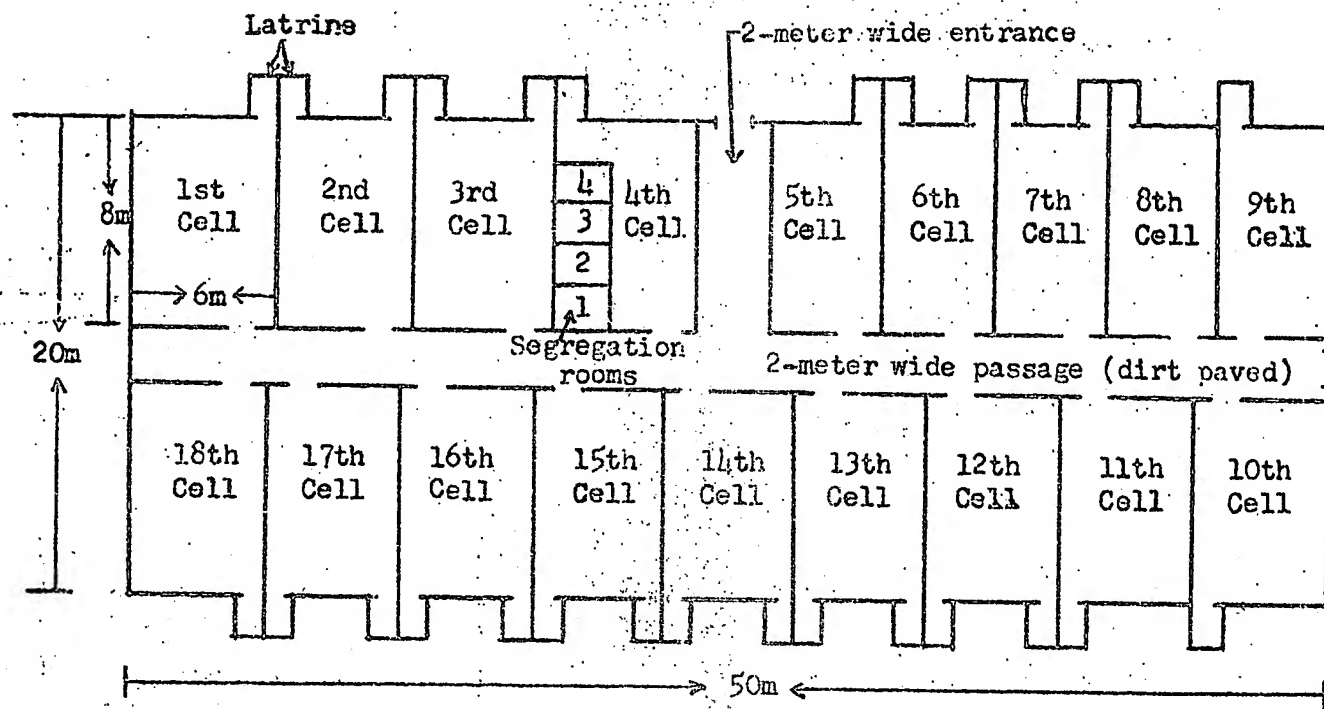 Latrine
2-meter wide entrance
1st
Cell
2nd
Cell
3rd
Cell
4
3
2
1
4th
Cell
5th
Cell
6th
Cell
7th
Cell
8th
Cell
9th
Cell
8m
6m
20m
Segregation
rooms
2-meter wide passage (dirt paved)
18th
Cell
17th
Cell
16th
Cell
15th
Cell
14th
Cell
13th
Cell
12th
Cell
11th
Cell
10th
Cell
50m